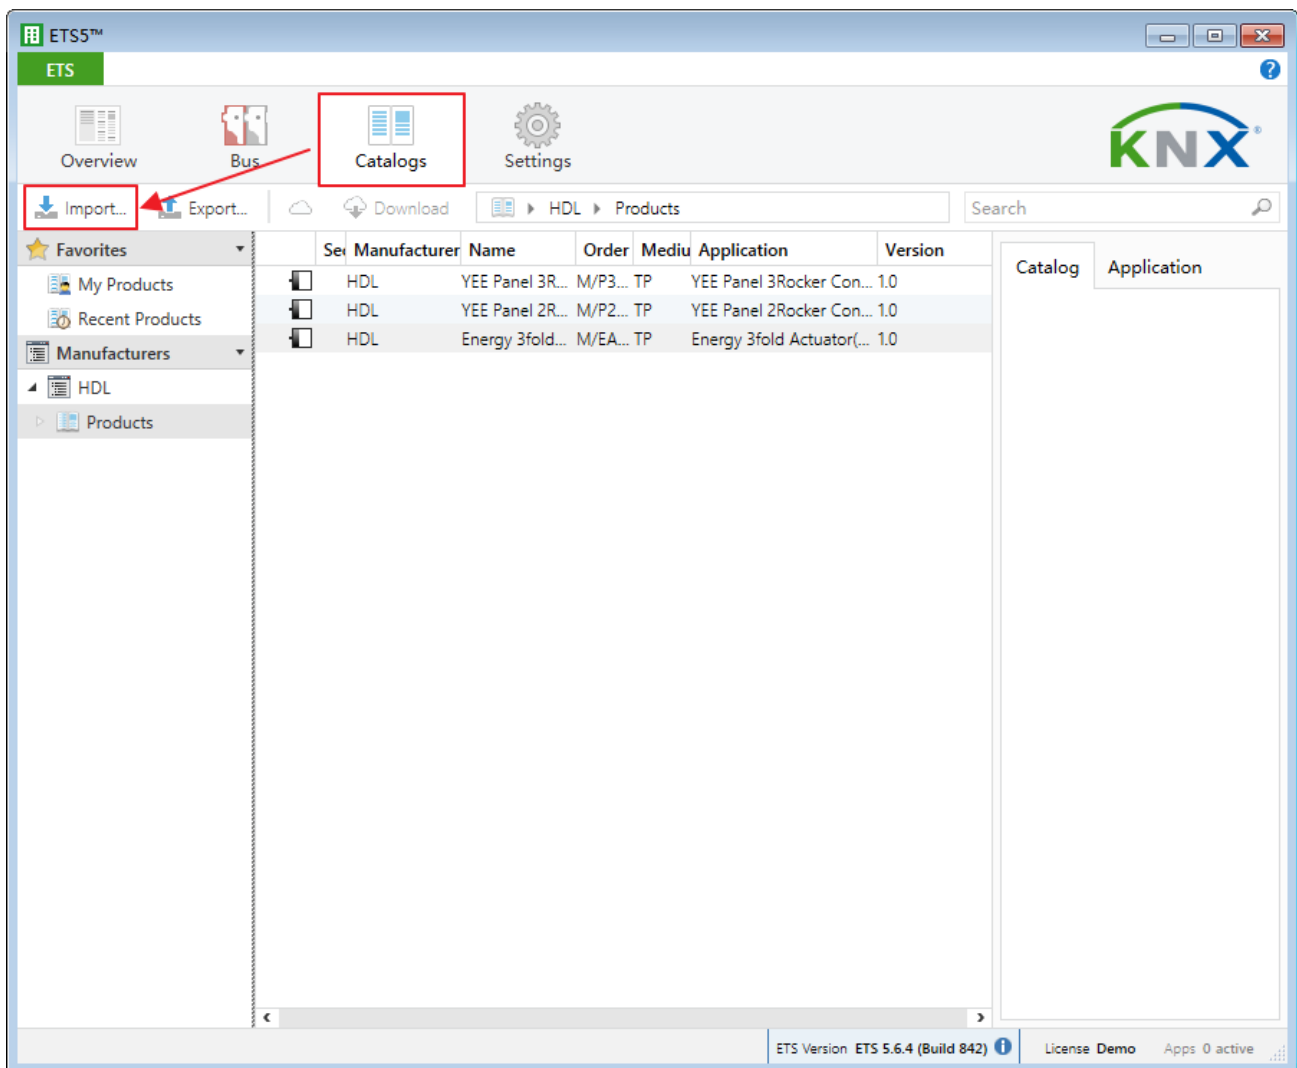 ETS5™
ETS
Overview
Bus
Catalogs
Settings
KNX®
Import...
Export...
Download
HDL
Products
Search
Favorites
My Products
Recent Products
Manufacturers
HDL
Products
Sec Manufacturer Name Order Mediu Application Version
HDL YEE Panel 3R... M/P3... TP YEE Panel 3Rocker Con... 1.0
HDL YEE Panel 2R... M/P2... TP YEE Panel 2Rocker Con... 1.0
HDL Energy 3fold... M/EA... TP Energy 3fold Actuator(... 1.0
Catalog
Application
ETS Version ETS 5.6.4 (Build 842)
License Demo
Apps 0 active